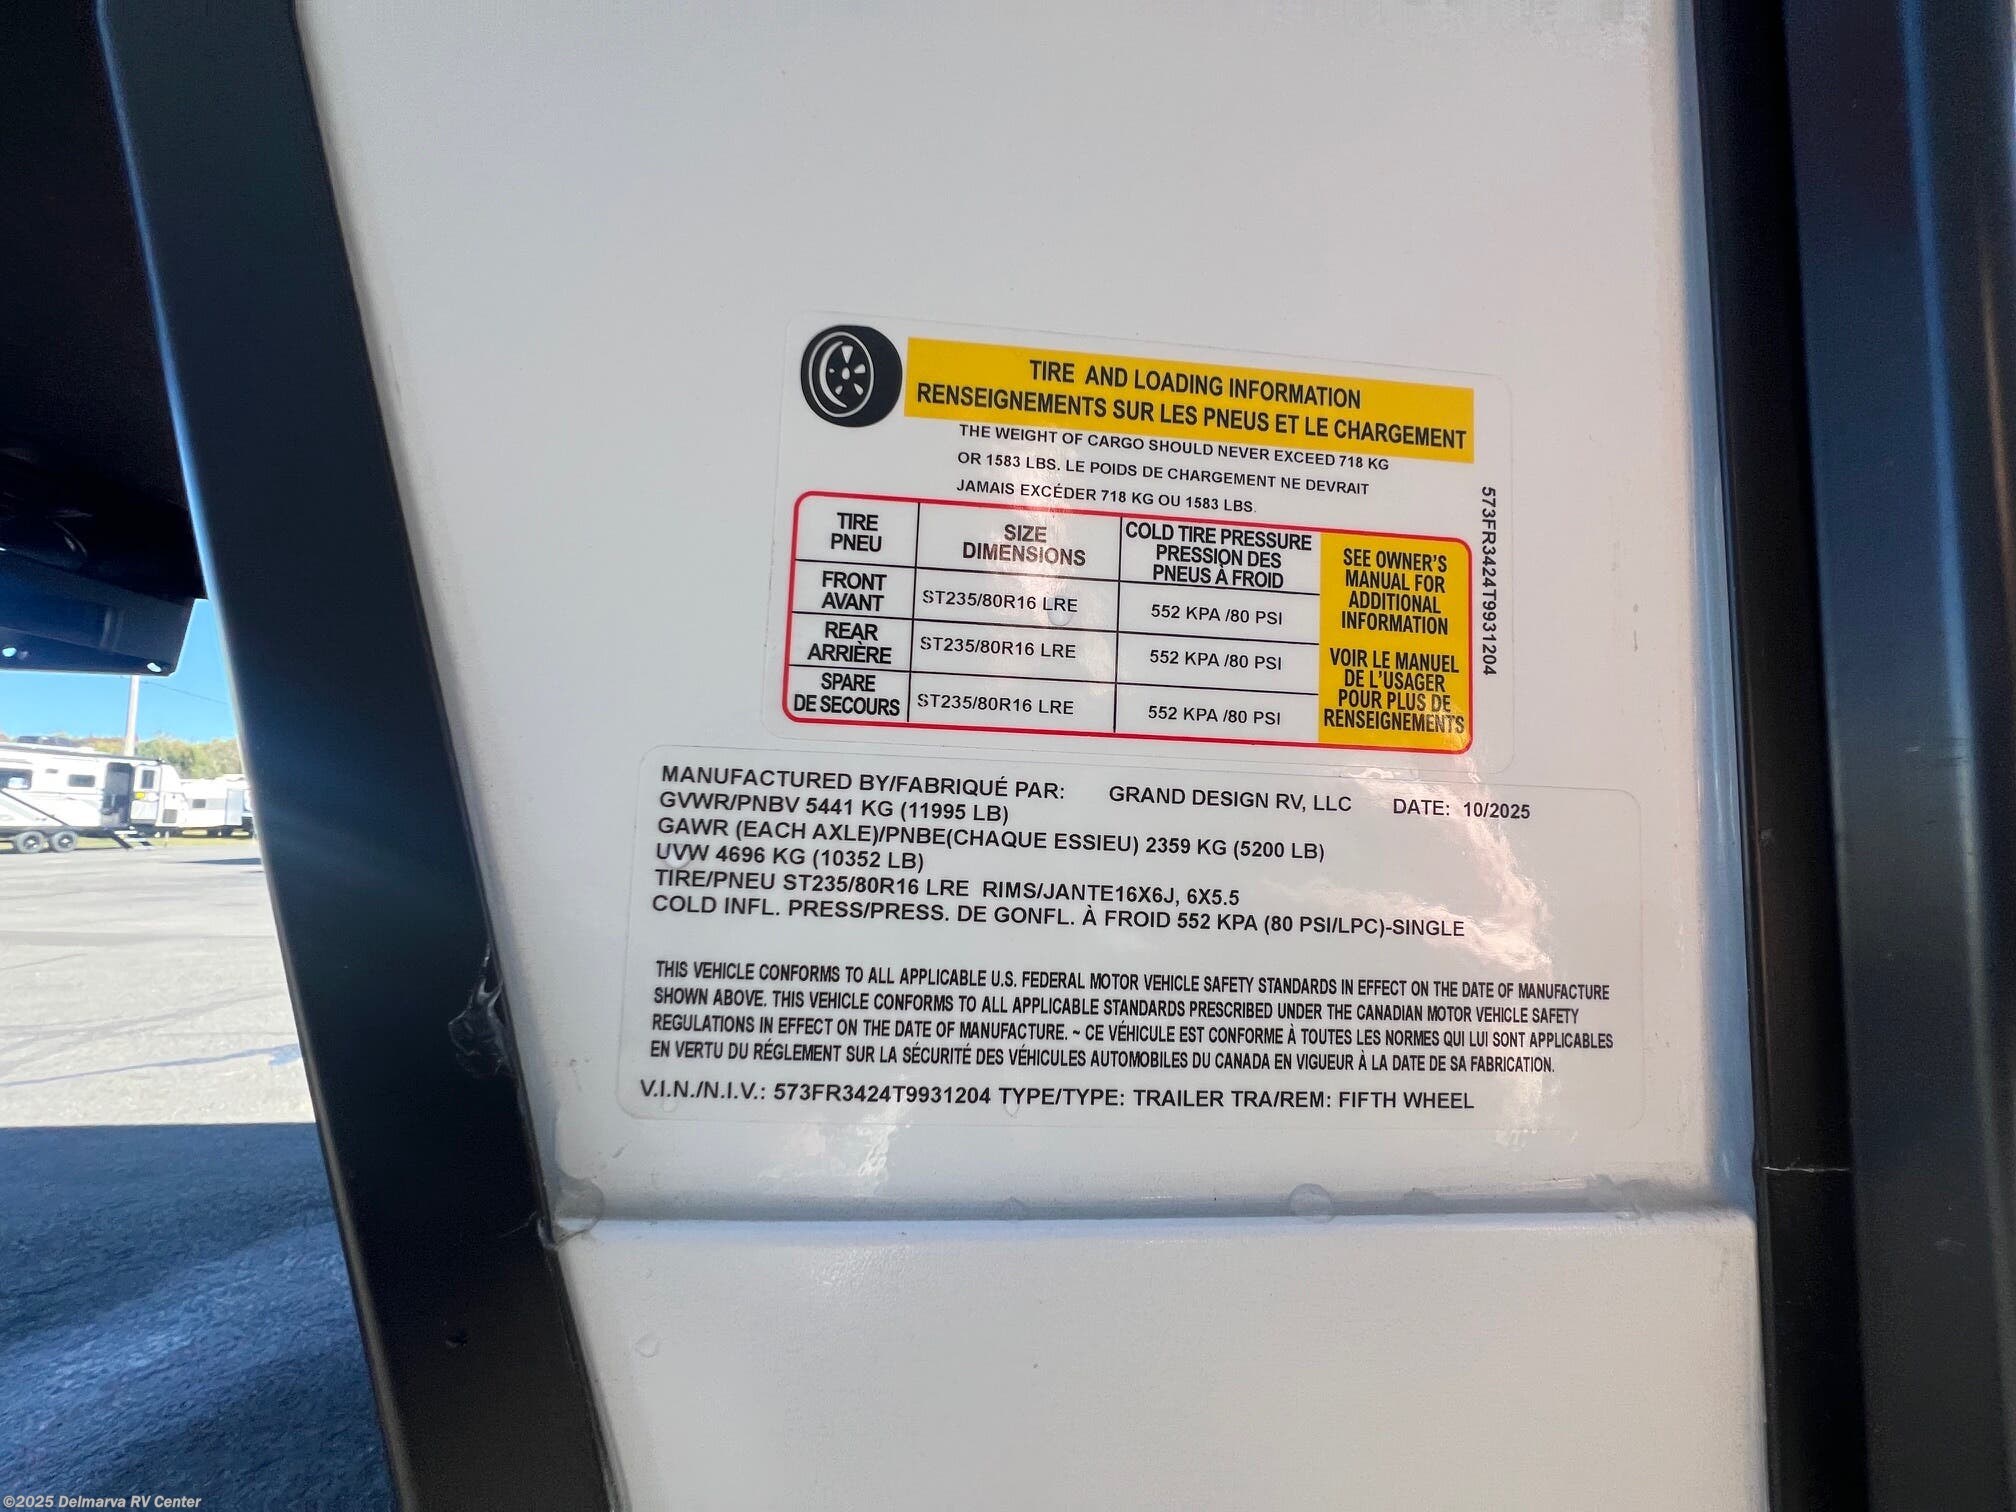 TIRE AND LOADING INFORMATION
RENSEIGNEMENTS SUR LES PNEUS ET LE CHARGEMENT
THE WEIGHT OF CARGO SHOULD NEVER EXCEED 718 KG
OR 1583 LBS. LE POIDS DE CHARGEMENT NE DEVRAIT
JAMAIS EXCÉDER 718 KG OU 1583 LBS.
TIRE
PNEU
SIZE
DIMENSIONS
COLD TIRE PRESSURE
PRESSION DES
PNEUS À FROID
FRONT
AVANT
ST235/80R16 LRE
552 KPA /80 PSI
REAR
ARRIÈRE
ST235/80R16 LRE
552 KPA /80 PSI
SPARE
DE SECOURS
ST235/80R16 LRE
552 KPA /80 PSI
SEE OWNER'S
MANUAL FOR
ADDITIONAL
INFORMATION
VOIR LE MANUEL
DE L'USAGER
POUR PLUS DE
RENSEIGNEMENTS
573FR3424T9931204
MANUFACTURED BY/FABRIQUÉ PAR: GRAND DESIGN RV, LLC DATE: 10/2025
GVWR/PNBV 5441 KG (11995 LB)
GAWR (EACH AXLE)/PNBE(CHAQUE ESSIEU) 2359 KG (5200 LB)
UVW 4696 KG (10352 LB)
TIRE/PNEU ST235/80R16 LRE RIMS/JANTE16X6J, 6X5.5
COLD INFL. PRESS/PRESS. DE GONFL. À FROID 552 KPA (80 PSI/LPC)-SINGLE
THIS VEHICLE CONFORMS TO ALL APPLICABLE U.S. FEDERAL MOTOR VEHICLE SAFETY STANDARDS IN EFFECT ON THE DATE OF MANUFACTURE
SHOWN ABOVE. THIS VEHICLE CONFORMS TO ALL APPLICABLE STANDARDS PRESCRIBED UNDER THE CANADIAN MOTOR VEHICLE SAFETY
REGULATIONS IN EFFECT ON THE DATE OF MANUFACTURE. ~ CE VÉHICULE EST CONFORME À TOUTES LES NORMES QUI LUI SONT APPLICABLES
EN VERTU DU RÉGLEMENT SUR LA SÉCURITÉ DES VÉHICULES AUTOMOBILES DU CANADA EN VIGUEUR À LA DATE DE SA FABRICATION.
V.I.N./N.I.V.: 573FR3424T9931204 TYPE/TYPE: TRAILER TRA/REM: FIFTH WHEEL
©2025 Delmarva RV Center